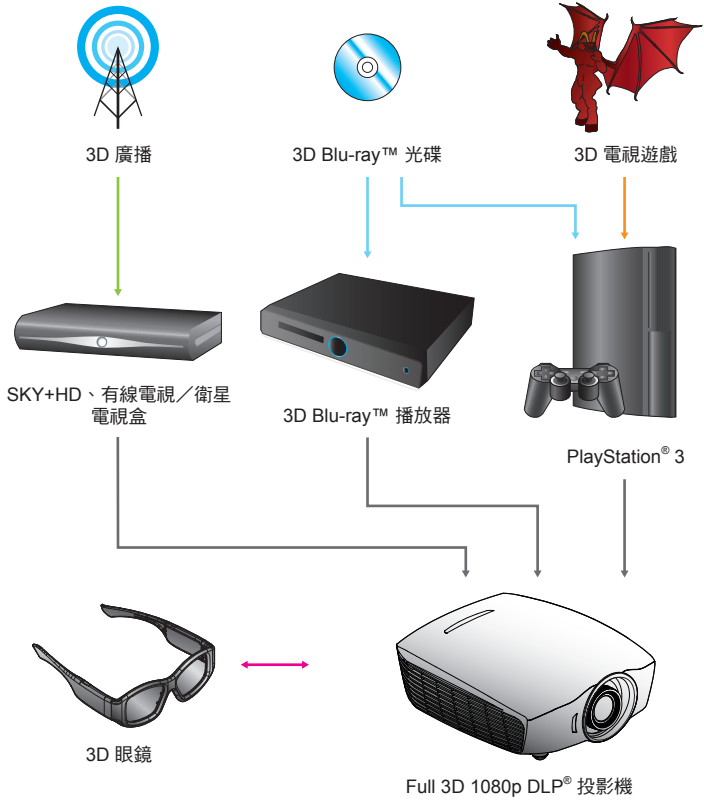 3D 廣播
3D Blu-ray™ 光碟
3D 電視遊戲
SKY+HD、有線電視／衛星
電視盒
3D Blu-ray™ 播放器
PlayStation® 3
3D 眼鏡
Full 3D 1080p DLP® 投影機